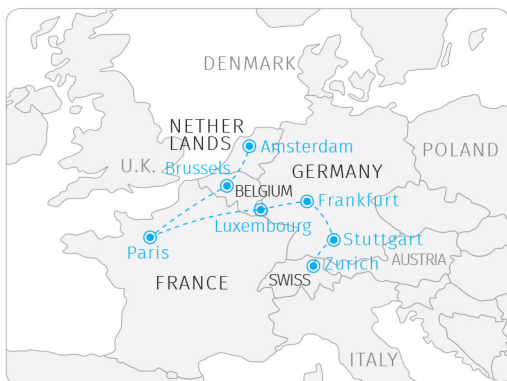 DENMARK
NETHER
LANDS
Amsterdam
POLAND
U.K.
Brussels
GERMANY
BELGIUM
Frankfurt
Luxembourg
Stuttgart
Paris
Zurich
AUSTRIA
FRANCE
SWISS
ITALY